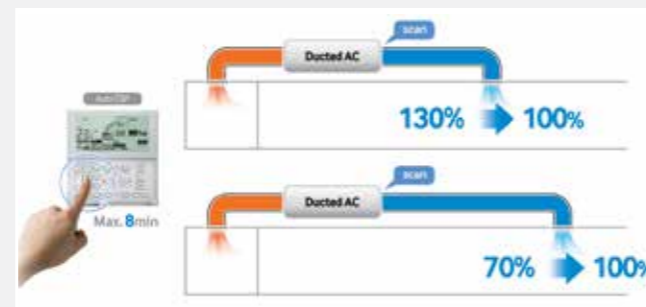 scan
Ducted AC
130% 100%
Auto ESP
scan
Ducted AC
Max. 8min
70% 100%